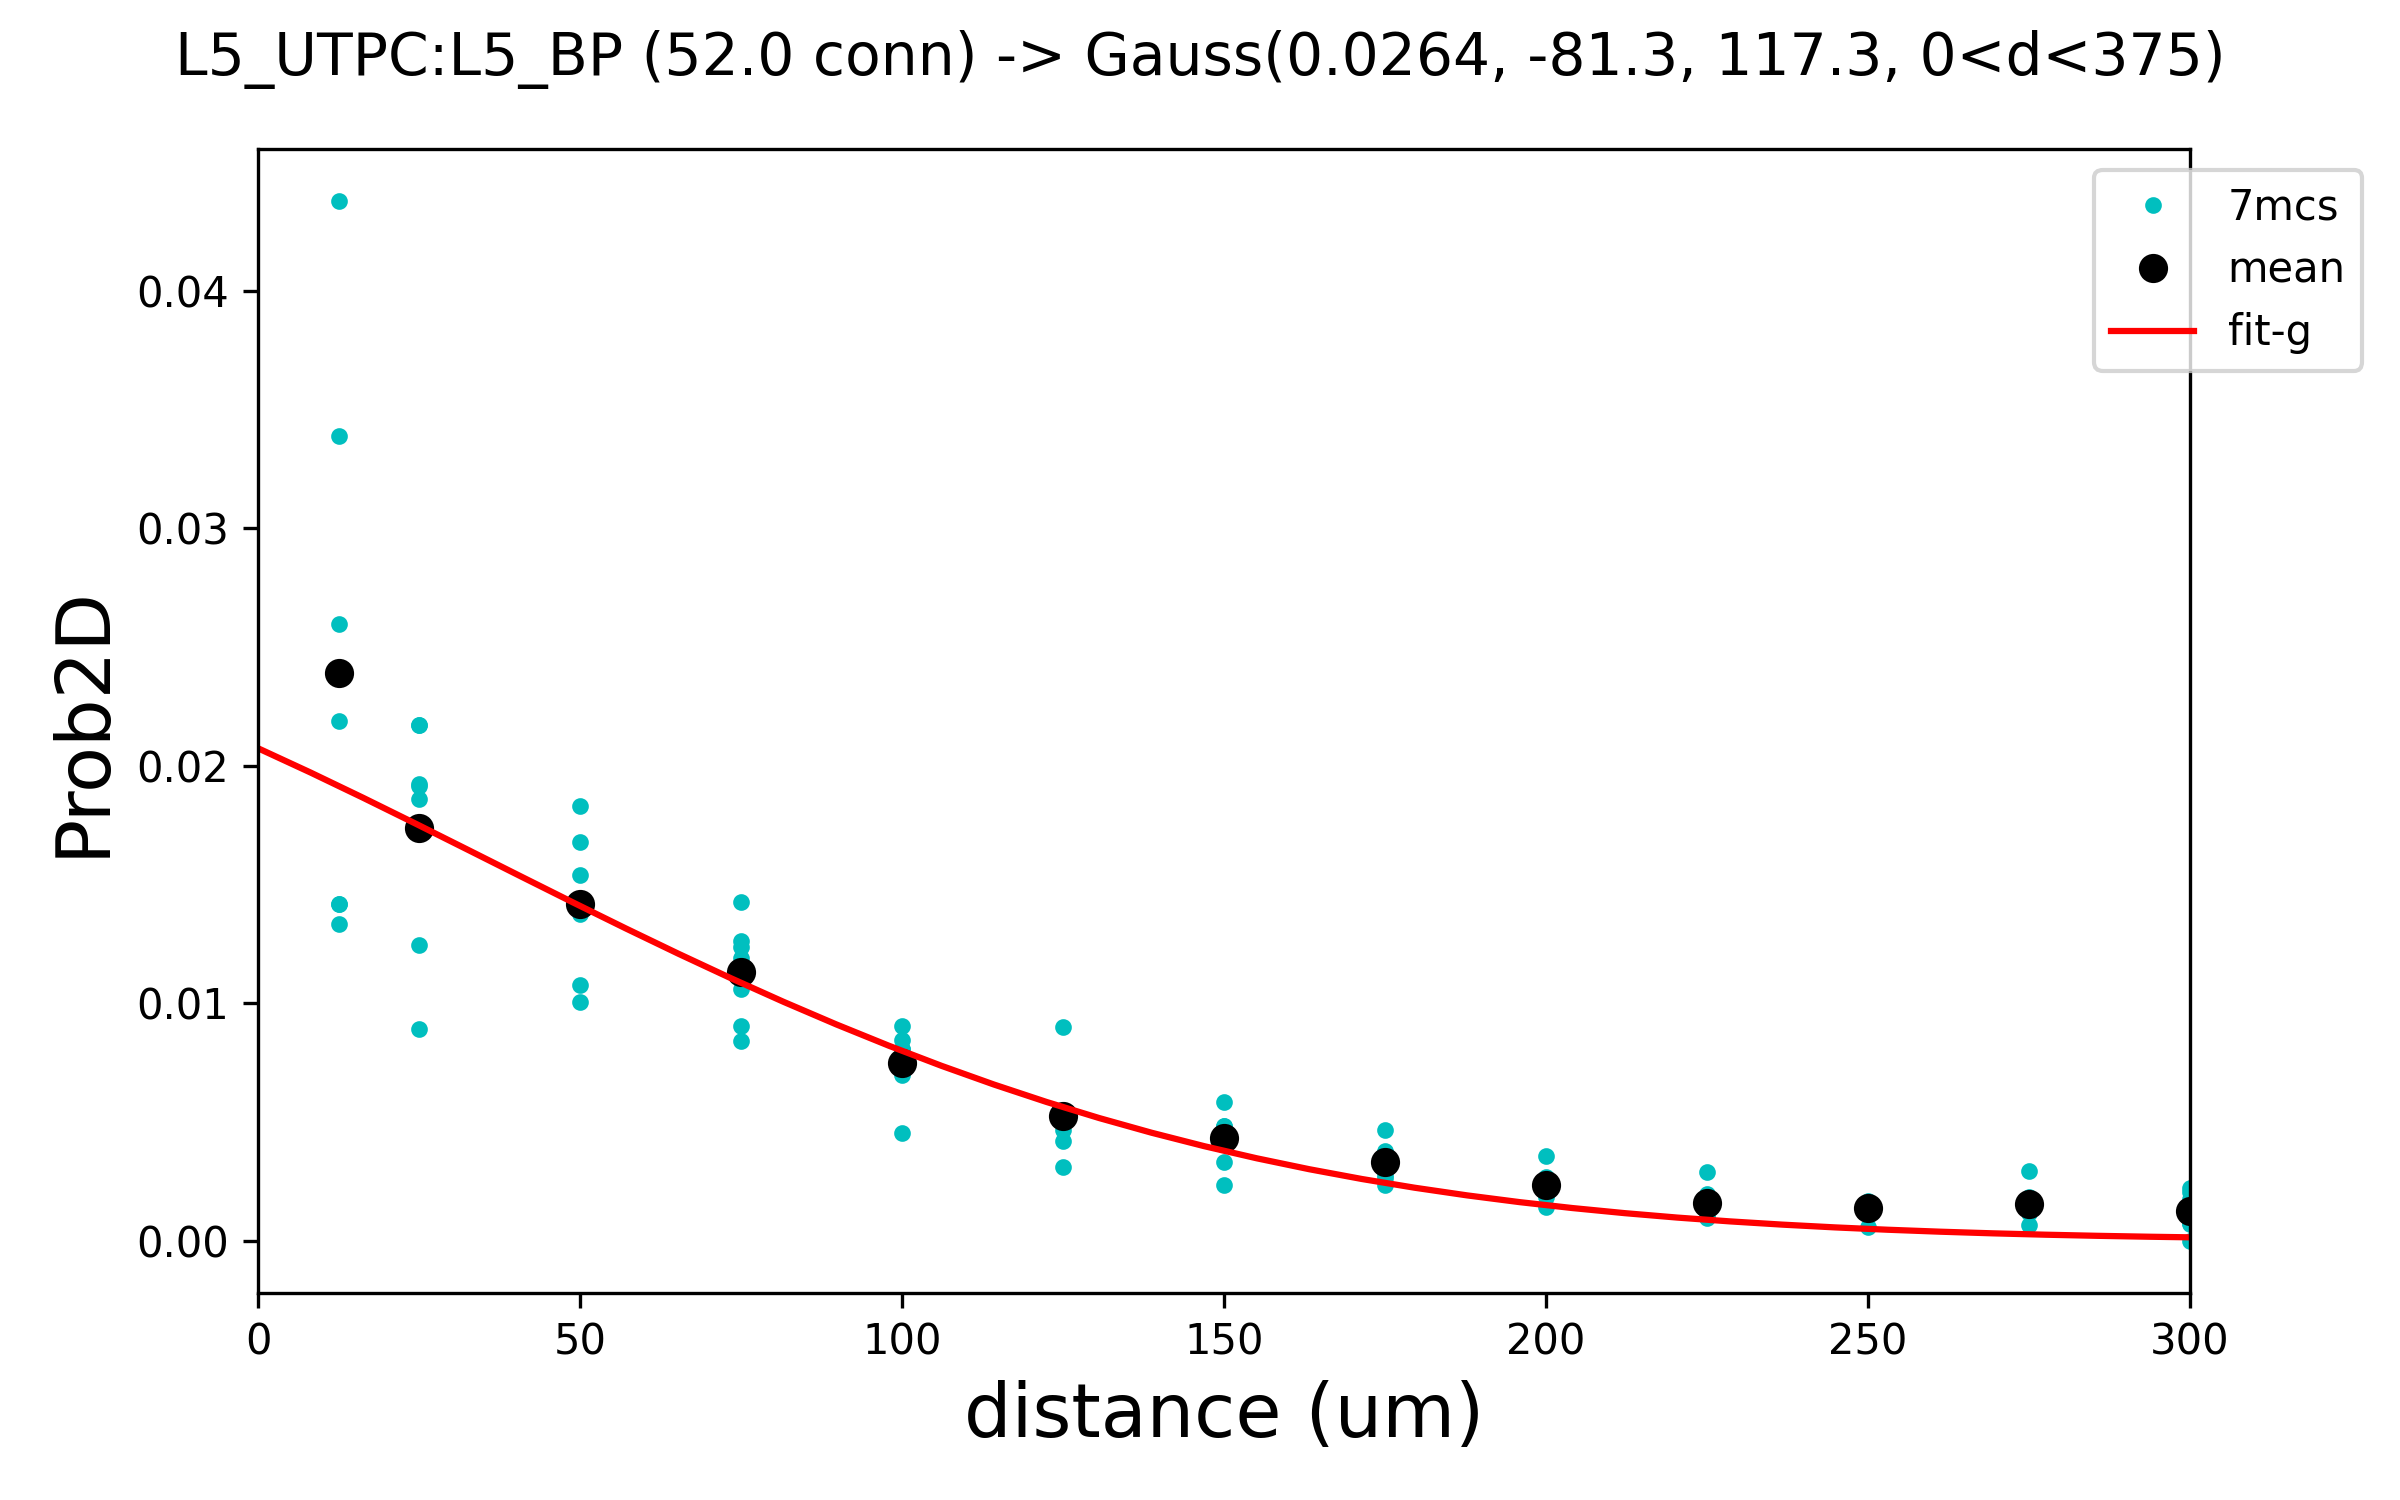 L5_UTPC:L5_BP (52.0 conn) -> Gauss(0.0264, -81.3, 117.3, 0<d<375)
7mcs
mean
fit-g
Prob2D
0.04
0.03
0.02
0.01
0.00
0 50 100 150 200 250 300
distance (um)